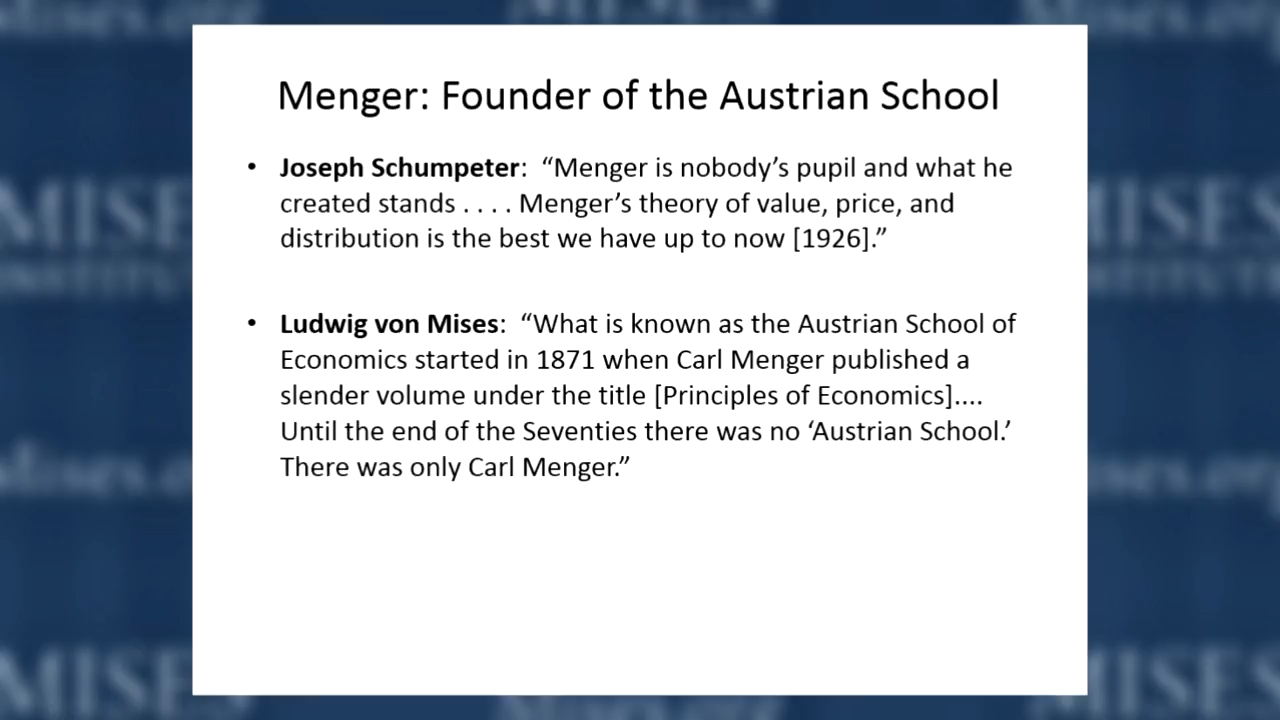 Menger: Founder of the Austrian School
• Joseph Schumpeter: “Menger is nobody’s pupil and what he
created stands . . . . Menger’s theory of value, price, and
distribution is the best we have up to now [1926].”
• Ludwig von Mises: “What is known as the Austrian School of
Economics started in 1871 when Carl Menger published a
slender volume under the title [Principles of Economics]....
Until the end of the Seventies there was no ‘Austrian School.’
There was only Carl Menger.”